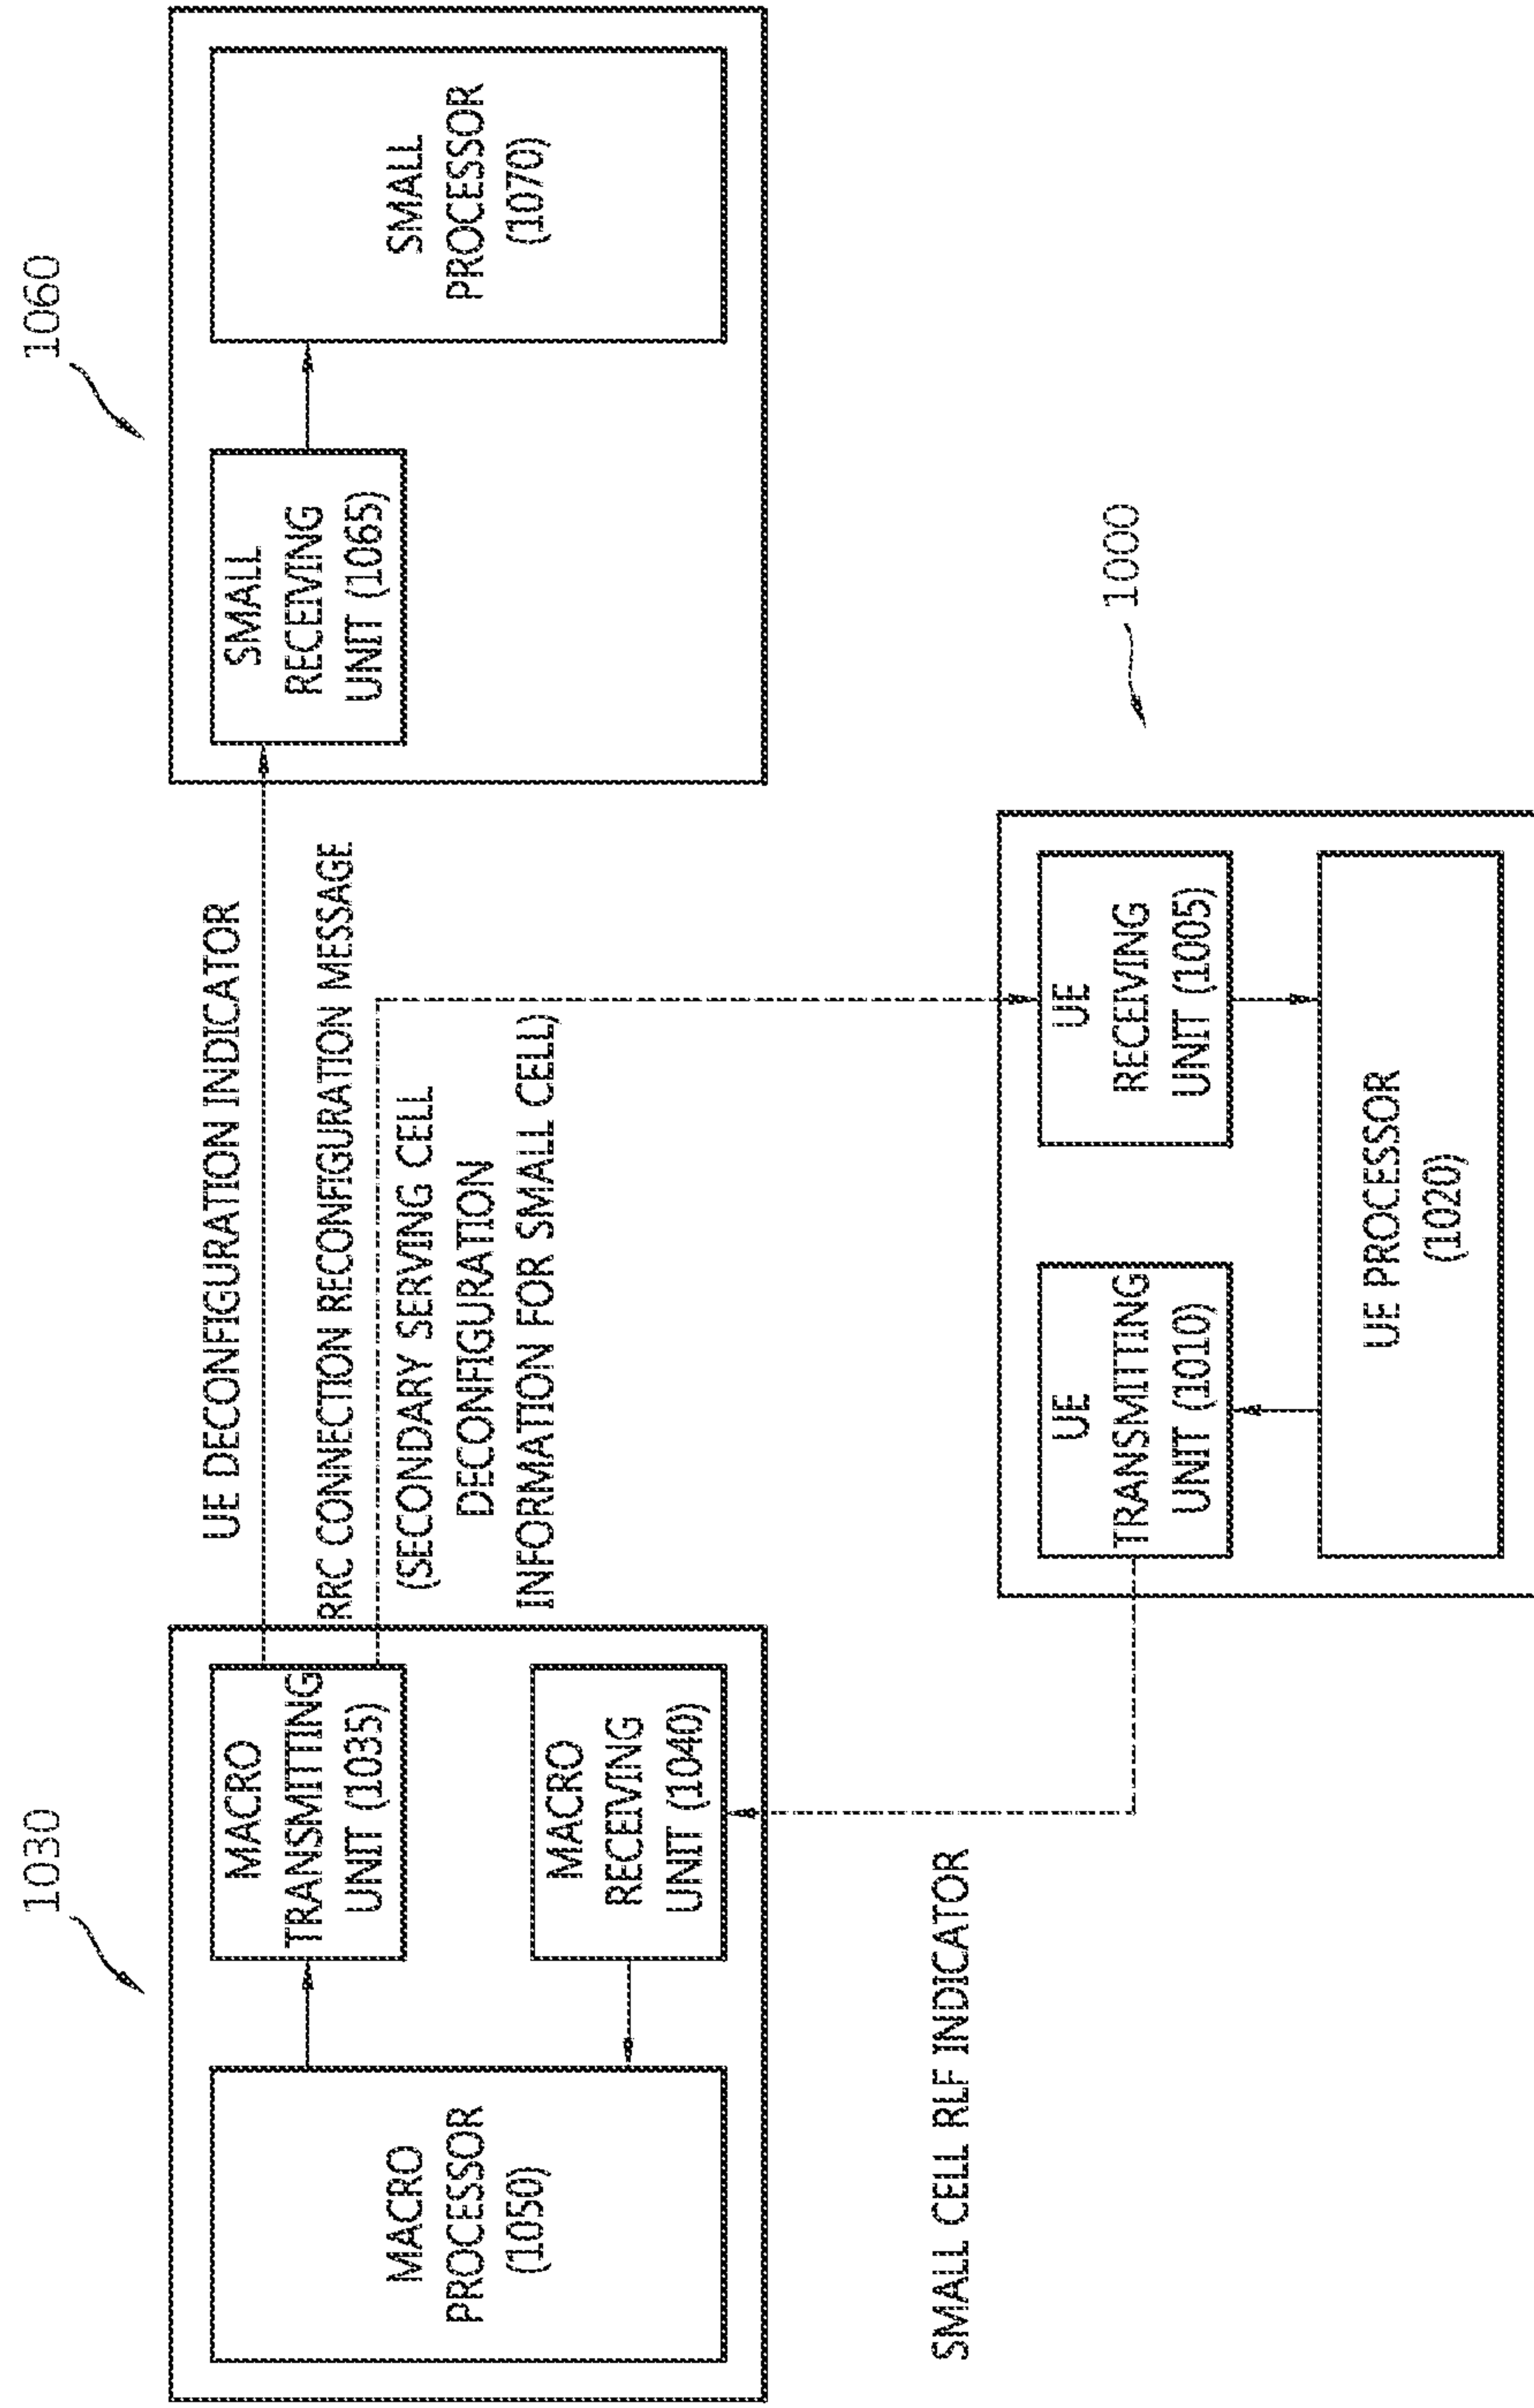 1030
1060
MACRO
PROCESSOR
(1050)
MACRO
TRANSMITTING
UNIT (1035)
MACRO
RECEIVING
UNIT (1040)
UE DECONFIGURATION INDICATOR
RRC CONNECTION RECONFIGURATION MESSAGE
(SECONDARY SERVING CELL
DECONFIGURATION
INFORMATION FOR SMALL CELL)
SMALL
RECEIVING
UNIT (1065)
SMALL
PROCESSOR
(1070)
SMALL CELL RLF INDICATOR
1000
UE
TRANSMITTING
UNIT (1010)
UE
RECEIVING
UNIT (1005)
UE PROCESSOR
(1020)